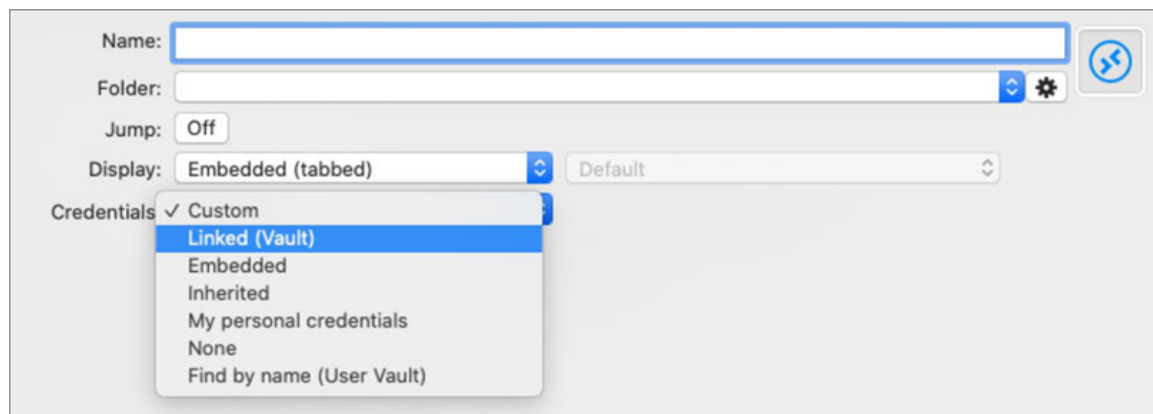 Name:
Folder:
Jump: Off
Display: Embedded (tabbed) Default
Credentials ✓ Custom
Linked (Vault)
Embedded
Inherited
My personal credentials
None
Find by name (User Vault)